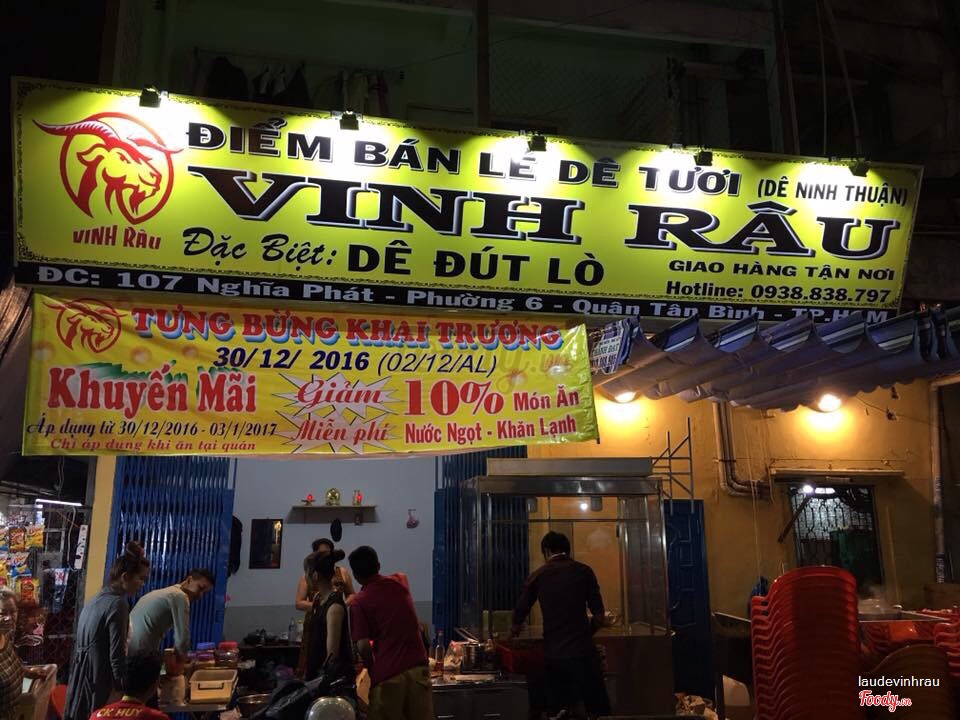 ĐIỂM BÁN LẺ DÊ TƯƠI (DÊ NINH THUẬN)
VINH RÂU
VINH RÂU
Đặc Biệt: DÊ ĐÚT LÒ
GIAO HÀNG TẬN NƠI
Hotline: 0938.838.797
ĐC: 107 Nghĩa Phát - Phường 6 - Quận Tân Bình - TP.HCM
TƯNG BỪNG KHAI TRƯƠNG
30/12/ 2016 (02/12/AL)
Khuyến Mãi
Giảm 10% Món Ăn
Miễn phí Nước Ngọt - Khăn Lạnh
Áp dụng từ 30/12/2016 - 03/1/2017
Chỉ áp dụng khi ăn tại quán
CK HUY
laudevinhrau
Foody.vn